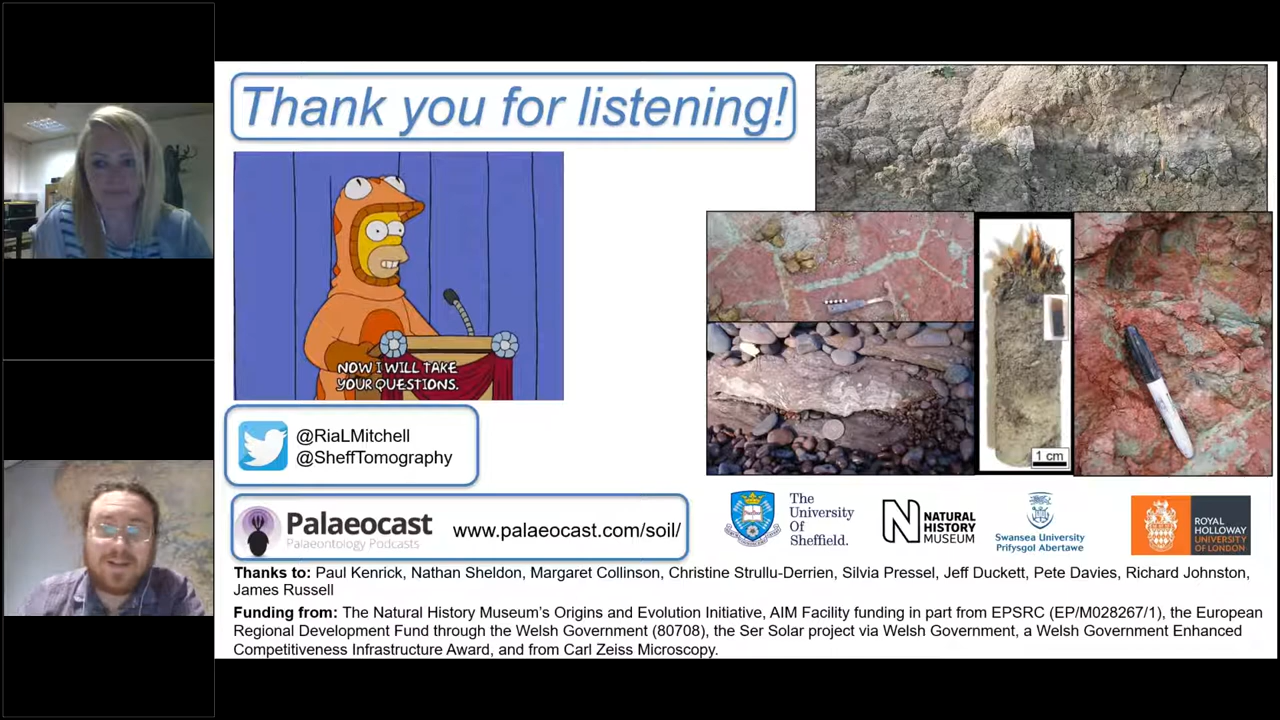 Thank you for listening!
NOW I WILL TAKE
YOUR QUESTIONS.
@RiaLMitchell
@SheffTomography
Palaeocast
Palaeontology Podcasts
www.palaeocast.com/soil/
1 cm
The
University
Of
Sheffield.
NATURAL
HISTORY
MUSEUM
Swansea University
Prifysgol Abertawe
ROYAL
HOLLOWAY
UNIVERSITY
OF LONDON
Thanks to: Paul Kenrick, Nathan Sheldon, Margaret Collinson, Christine Strullu-Derrien, Silvia Pressel, Jeff Duckett, Pete Davies, Richard Johnston,
James Russell
Funding from: The Natural History Museum's Origins and Evolution Initiative, AIM Facility funding in part from EPSRC (EP/M028267/1), the European
Regional Development Fund through the Welsh Government (80708), the Ser Solar project via Welsh Government, a Welsh Government Enhanced
Competitiveness Infrastructure Award, and from Carl Zeiss Microscopy.